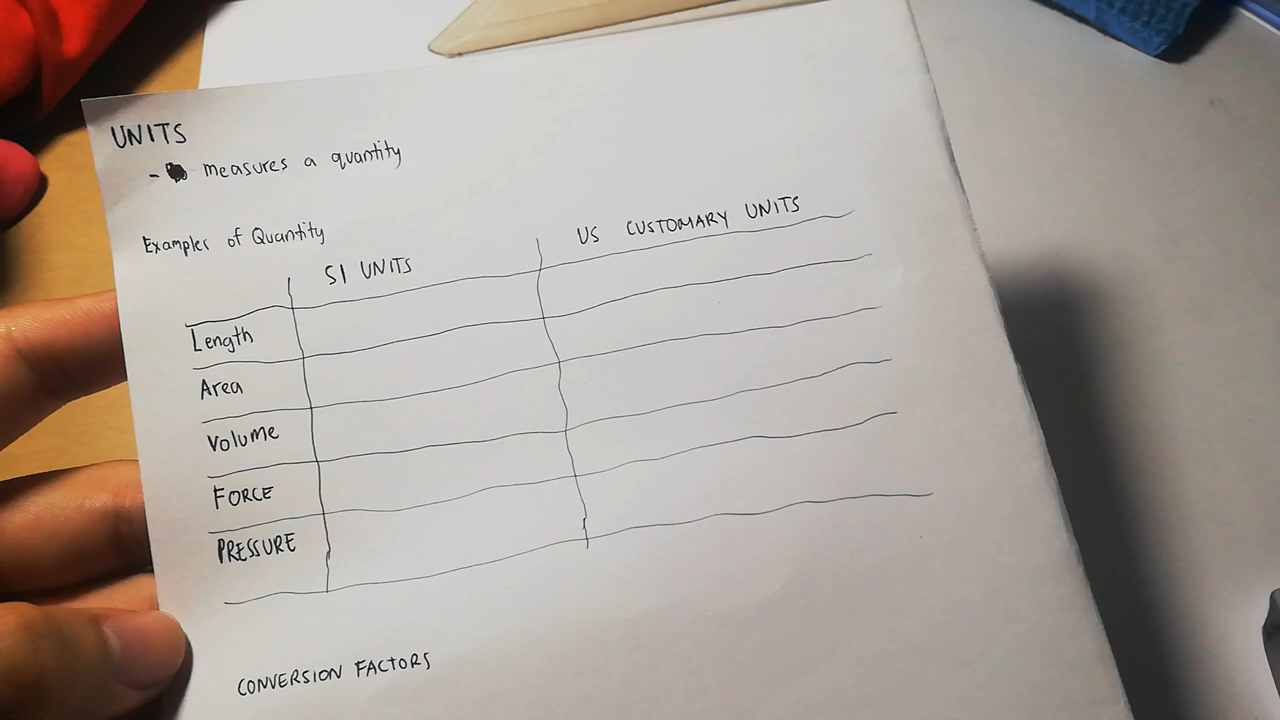 UNITS
- measures a quantity
Examples of Quantity
SI UNITS
US CUSTOMARY UNITS
Length
Area
Volume
FORCE
PRESSURE
CONVERSION FACTORS